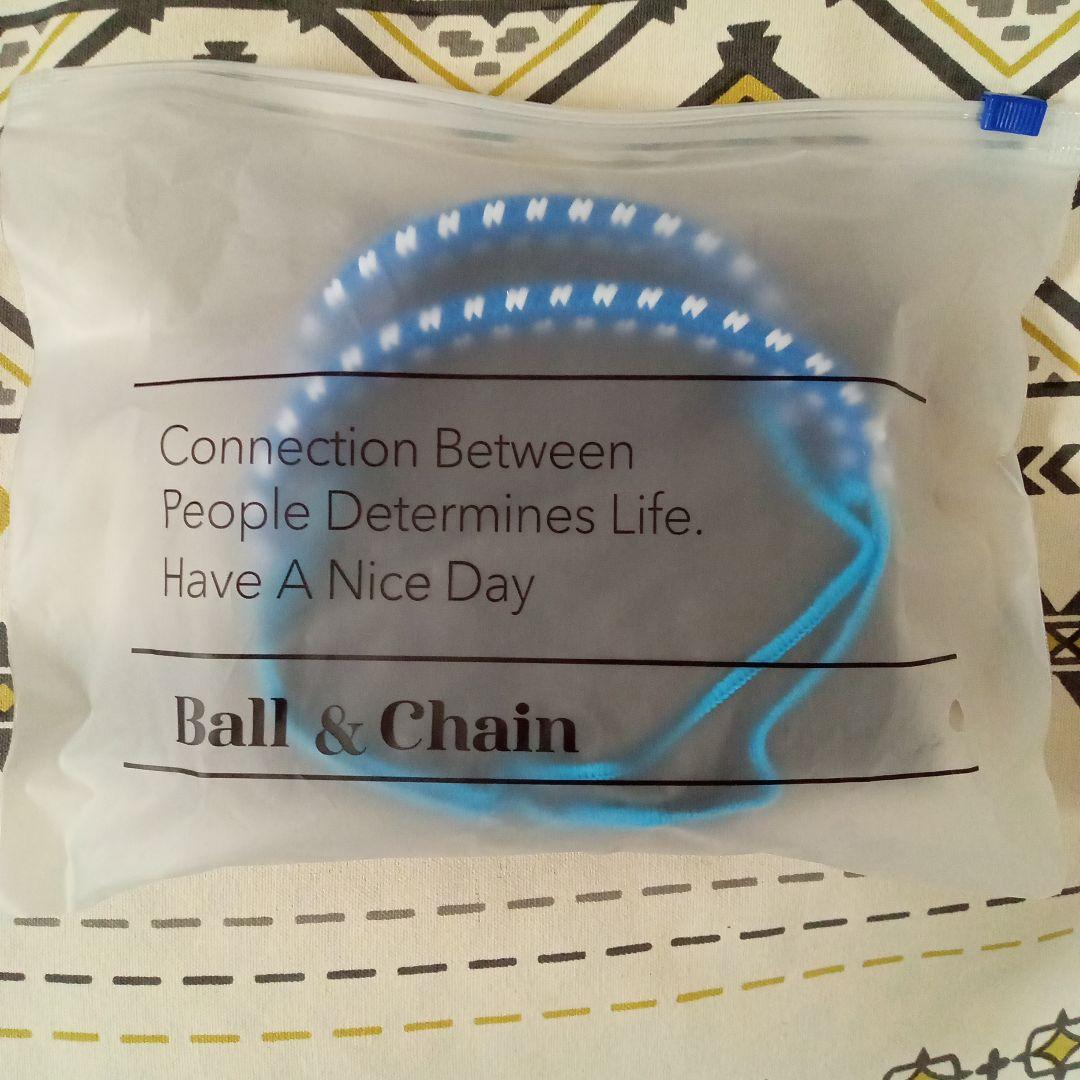 Connection Between
People Determines Life.
Have A Nice Day
Ball & Chain